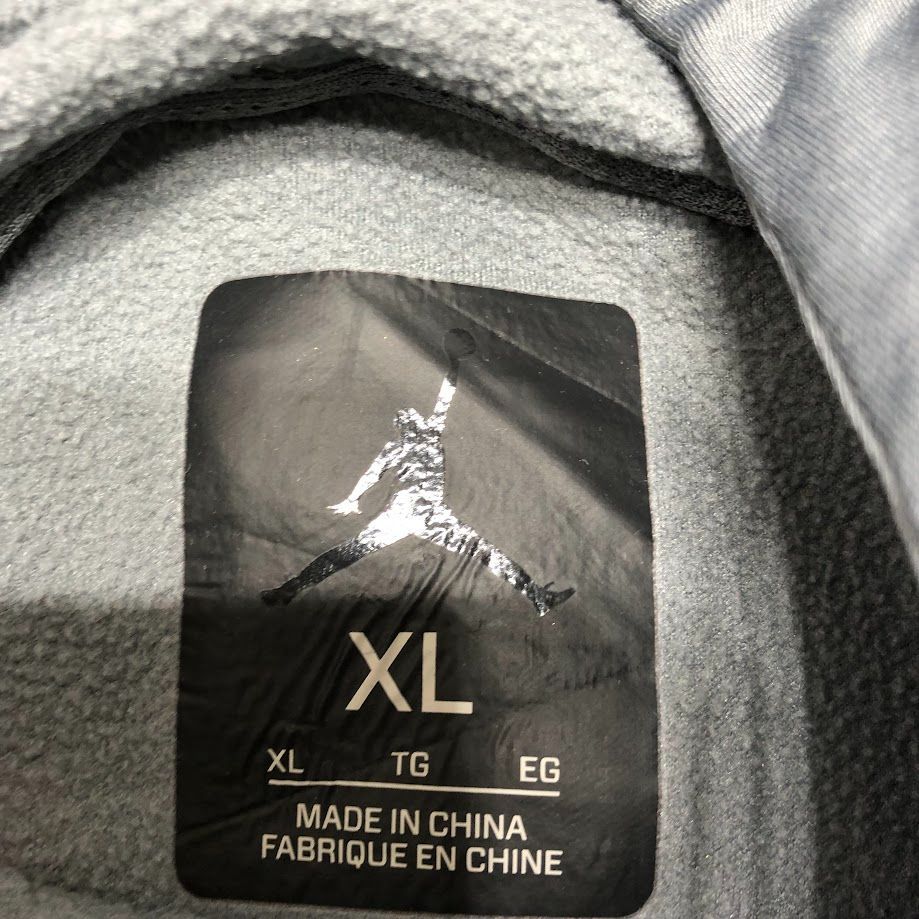 XL
XL TG EG
MADE IN CHINA
FABRIQUE EN CHINE